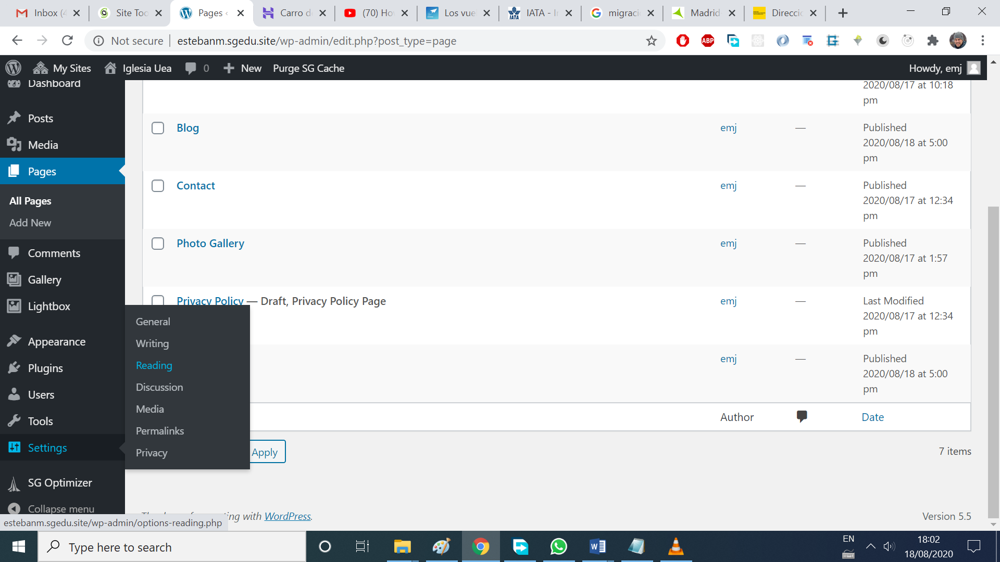 Inbox (4
Site Too
Pages ‹
Carro d
(70) Ho
Los vue
IATA - I
migraci
Madrid
Direcci
Not secure
estebanm.sgedu.site/wp-admin/edit.php?post_type=page
ABP
My Sites
Iglesia Uea
0
New
Purge SG Cache
Howdy, emj
Dashboard
Posts
Media
Pages
All Pages
Add New
Comments
Gallery
Lightbox
Appearance
Plugins
Users
Tools
Settings
SG Optimizer
Collapse menu
General
Writing
Reading
Discussion
Media
Permalinks
Privacy
2020/08/17 at 10:18
pm
Blog
emj
—
Published
2020/08/18 at 5:00
pm
Contact
emj
—
Published
2020/08/17 at 12:34
pm
Photo Gallery
emj
—
Published
2020/08/17 at 1:57
pm
Privacy Policy — Draft, Privacy Policy Page
emj
—
Last Modified
2020/08/17 at 12:34
pm
emj
—
Published
2020/08/18 at 5:00
pm
Author
Date
Apply
7 items
with WordPress.
Version 5.5
estebanm.sgedu.site/wp-admin/options-reading.php
Type here to search
EN
18:02
18/08/2020